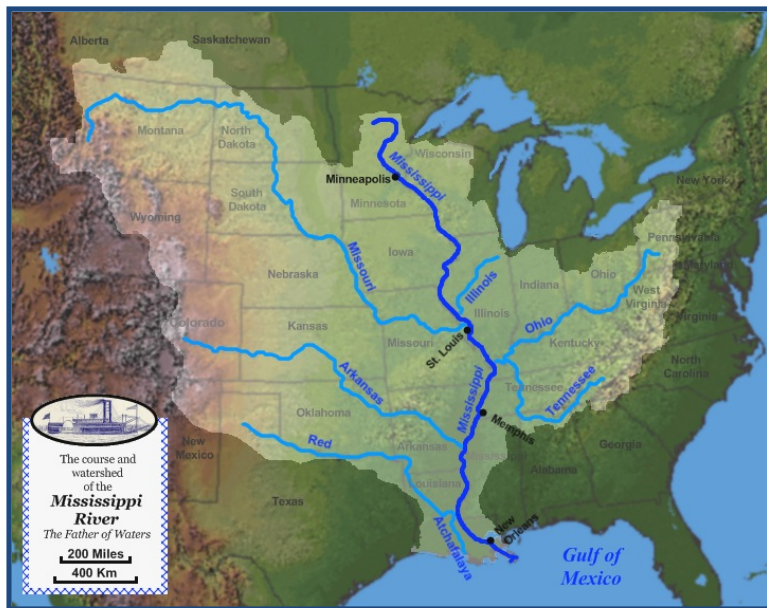 Alberta
Saskatchewan
Montana
North
Dakota
Mississippi
Wisconsin
Minneapolis
Minnesota
South
Dakota
Wyoming
New York
Pennsylvania
Maryland
Iowa
Missouri
Nebraska
Illinois
Indiana
Ohio
West
Virginia
Virginia
Illinois
Ohio
Colorado
Kansas
Missouri
St. Louis
Kentucky
North
Carolina
Arkansas
Mississippi
Tennessee
Tennessee
Oklahoma
Memphis
Red
Arkansas
Mississippi
Georgia
Alabama
New
Mexico
Louisiana
Texas
Atchafalaya
New
Orleans
Gulf of
Mexico
The course and
watershed
of the
Mississippi
River
The Father of Waters
200 Miles
400 Km